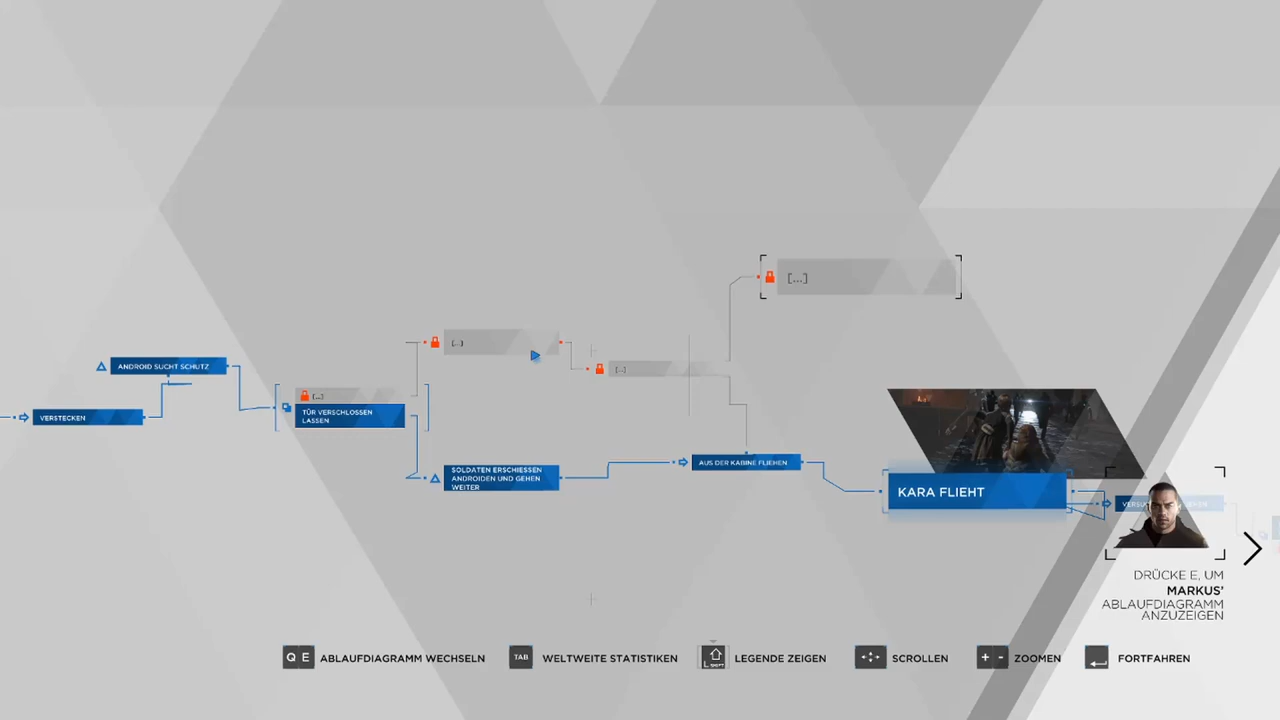 [...]
[...]
ANDROID SUCHT SCHUTZ
[...]
[...]
TÜR VERSCHLOSSEN
LASSEN
VERSTECKEN
AUS DER KABINE FLIEHEN
SOLDATEN ERSCHIESSEN
ANDROIDEN UND GEHEN
WEITER
KARA FLIEHT
DRÜCKE E, UM
MARKUS'
ABLAUFDIAGRAMM
ANZUZEIGEN
Q E ABLAUFDIAGRAMM WECHSELN
TAB WELTWEITE STATISTIKEN
L SHIFT LEGENDE ZEIGEN
SCROLLEN
+ - ZOOMEN
FORTFAHREN